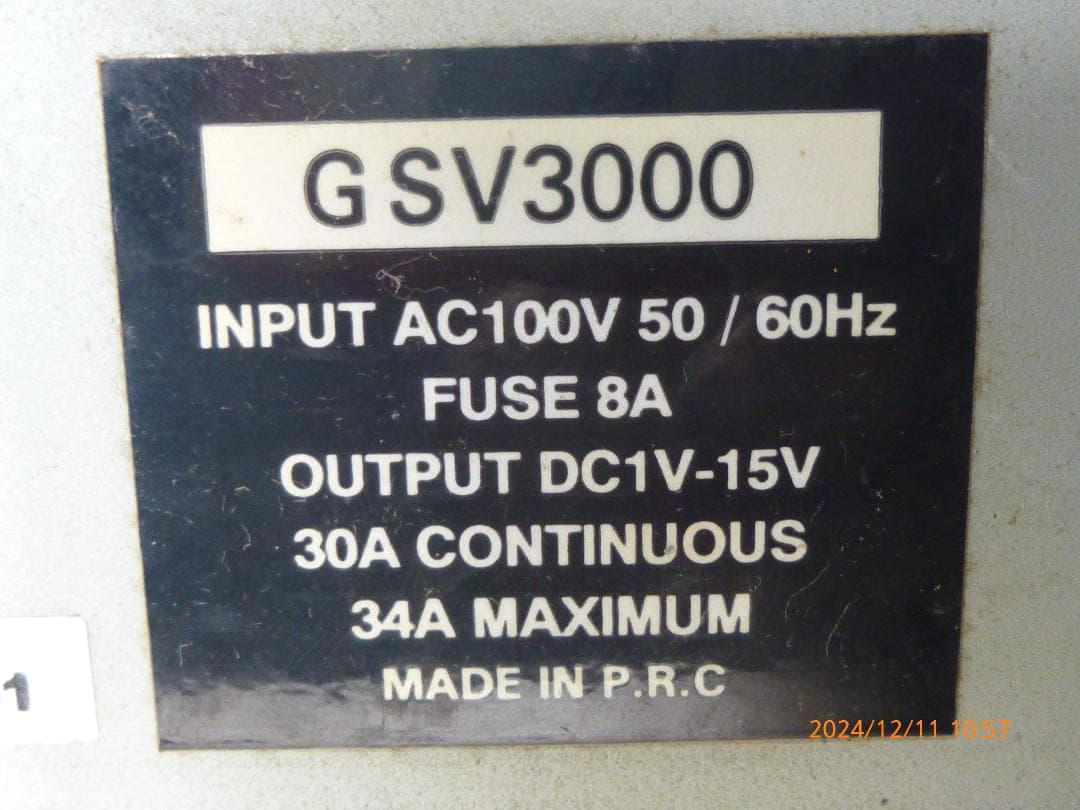 GSV3000
INPUT AC100V 50 / 60Hz
FUSE 8A
OUTPUT DC1V-15V
30A CONTINUOUS
34A MAXIMUM
MADE IN P.R.C
1
2024/12/11 10:57